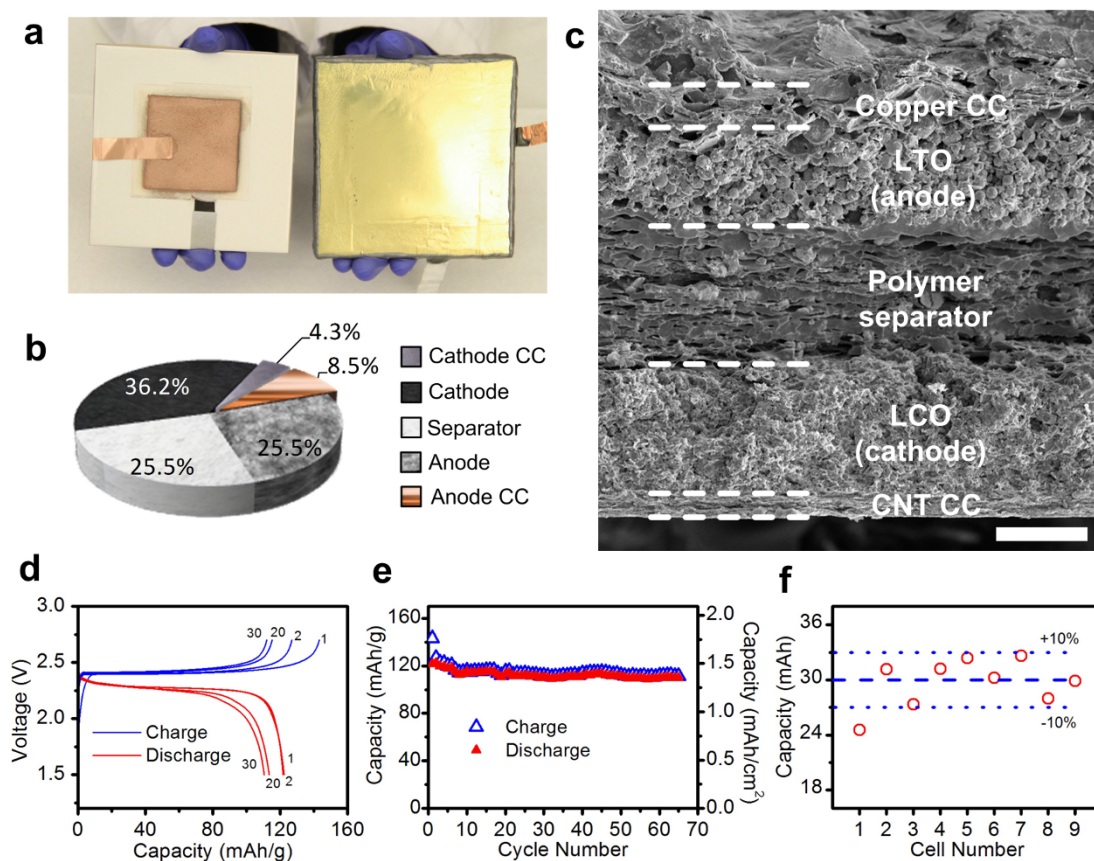 a
b
4.3%
8.5%
36.2%
25.5%
25.5%
Cathode CC
Cathode
Separator
Anode
Anode CC
c
Copper CC
LTO
(anode)
Polymer
separator
LCO
(cathode)
CNT CC
d
3.0
2.5
2.0
1.5
Voltage (V)
30 20 2 1
Charge
Discharge
30 20 2 1
0 40 80 120 160
Capacity (mAh/g)
e
160
120
80
40
0
Capacity (mAh/g)
Charge
Discharge
2.0
1.5
1.0
0.5
0.0
Capacity (mAh/cm²)
0 10 20 30 40 50 60 70
Cycle Number
f
36
30
24
18
Capacity (mAh)
+10%
-10%
1 2 3 4 5 6 7 8 9
Cell Number